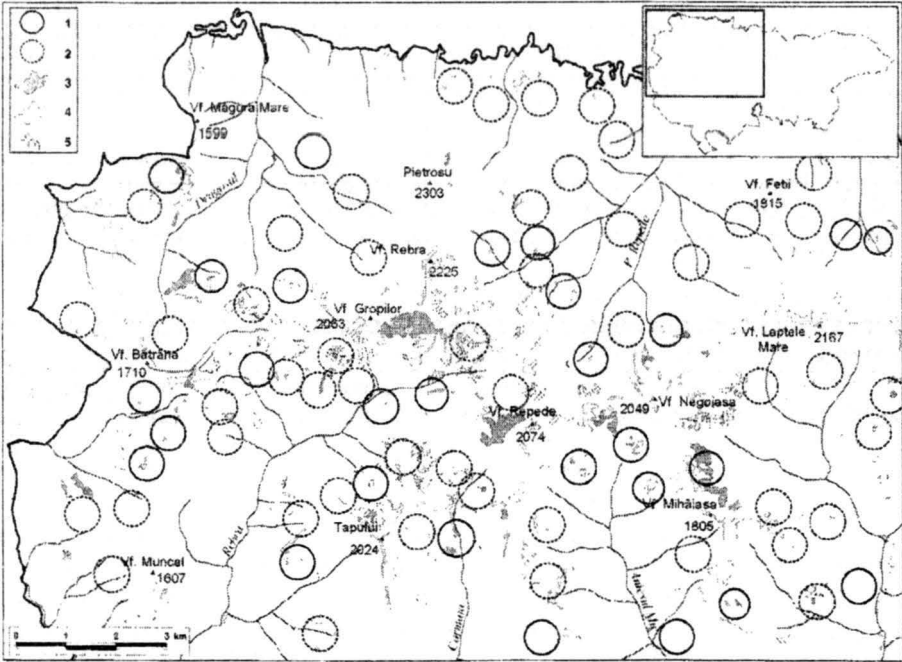 1
2
3
4
5
Vf. Măgura Mare
1599
Pietrosu
2303
Vf. Fetii
1815
Vf. Rebra
2225
Vf. Gropilor
2063
Vf. Bătrâna
1710
Vf. Laptele
Mare
2167
Vf. Repede
2074
2049
Vf Negoiasa
Vf Mihăiasa
1805
Țapului
2024
Rebra
Vf. Muncel
1607
Cormaia
0 1 2 3 km